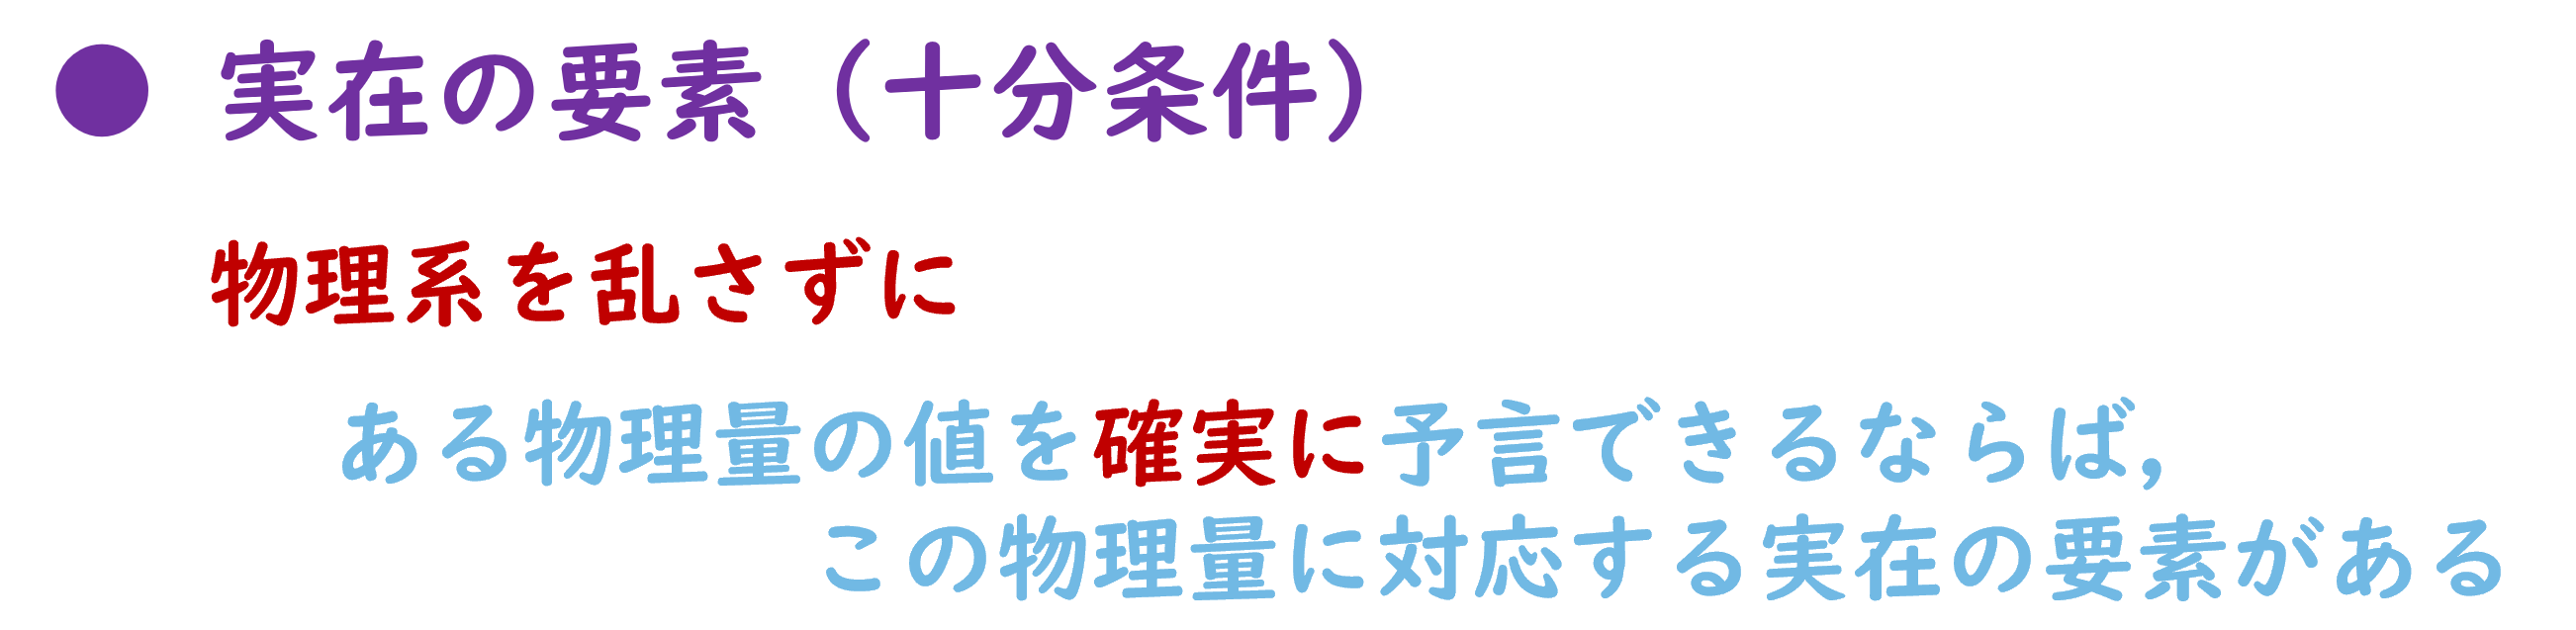 ● 実在の要素（十分条件）
物理系を乱さずに
ある物理量の値を確実に予言できるならば,
この物理量に対応する実在の要素がある